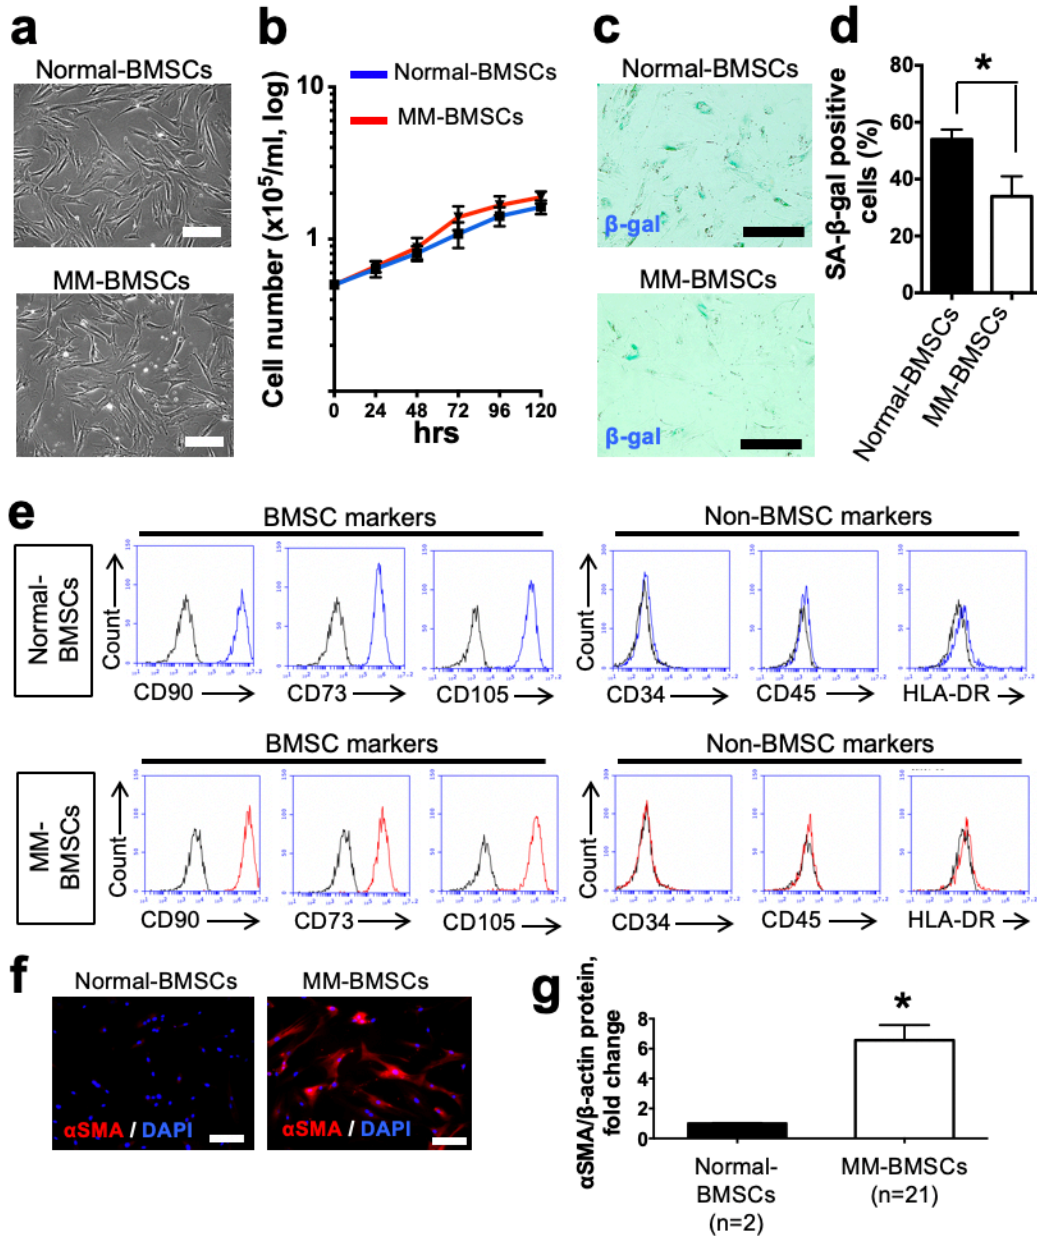 a
Normal-BMSCs
MM-BMSCs
b
Normal-BMSCs
MM-BMSCs
Cell number (x10⁵/ml, log)
10
1
0 24 48 72 96 120
hrs
c
Normal-BMSCs
β-gal
MM-BMSCs
β-gal
d
SA-β-gal positive
cells (%)
80
60
40
20
0
*
Normal-BMSCs
MM-BMSCs
e
BMSC markers
Non-BMSC markers
Normal-
BMSCs
Count
CD90
CD73
CD105
Count
CD34
CD45
HLA-DR
BMSC markers
Non-BMSC markers
MM-
BMSCs
Count
CD90
CD73
CD105
Count
CD34
CD45
HLA-DR
f
Normal-BMSCs
αSMA / DAPI
MM-BMSCs
αSMA / DAPI
g
αSMA/β-actin protein,
fold change
8
6
4
2
0
*
Normal-
BMSCs
(n=2)
MM-BMSCs
(n=21)